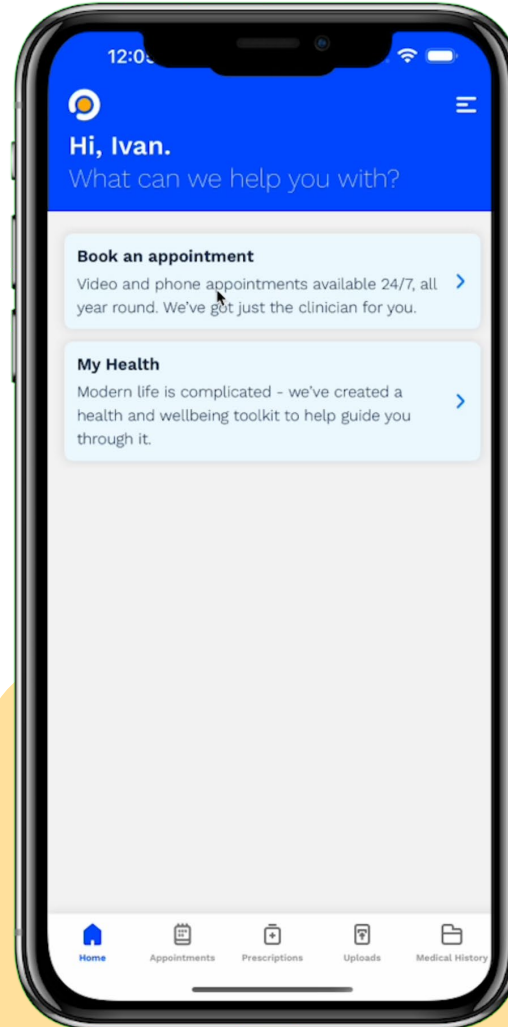 Hi, Ivan.
What can we help you with?
Book an appointment
Video and phone appointments available 24/7, all
year round. We've got just the clinician for you.
My Health
Modern life is complicated - we've created a
health and wellbeing toolkit to help guide you
through it.
Home Appointments Prescriptions Uploads Medical History